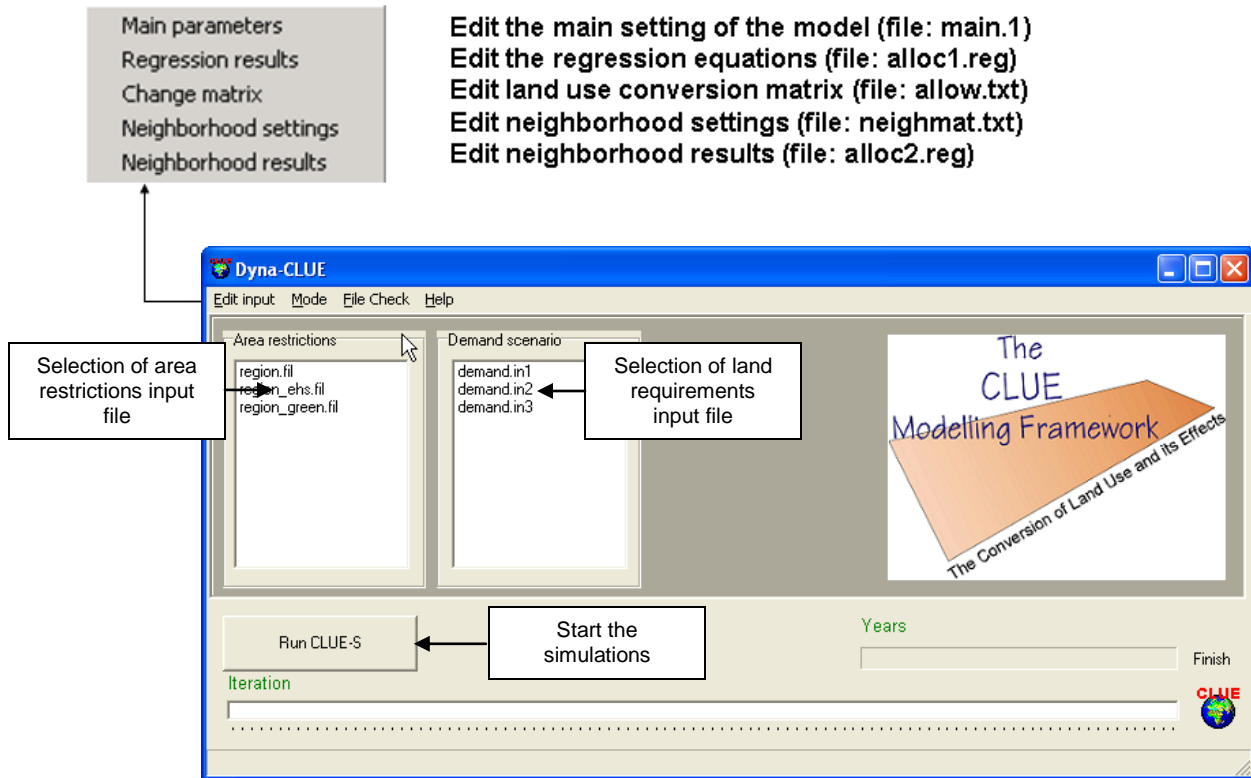 Main parameters
Regression results
Change matrix
Neighborhood settings
Neighborhood results
Edit the main setting of the model (file: main.1)
Edit the regression equations (file: alloc1.reg)
Edit land use conversion matrix (file: allow.txt)
Edit neighborhood settings (file: neighmat.txt)
Edit neighborhood results (file: alloc2.reg)
Dyna-CLUE
Edit input Mode File Check Help
Selection of area
restrictions input
file
Area restrictions
region.fil
region_ehs.fil
region_green.fil
Demand scenario
demand.in1
demand.in2
demand.in3
Selection of land
requirements
input file
The
CLUE
Modelling Framework
The Conversion of Land Use and its Effects
Run CLUE-S
Start the
simulations
Years
Finish
Iteration
CLUE